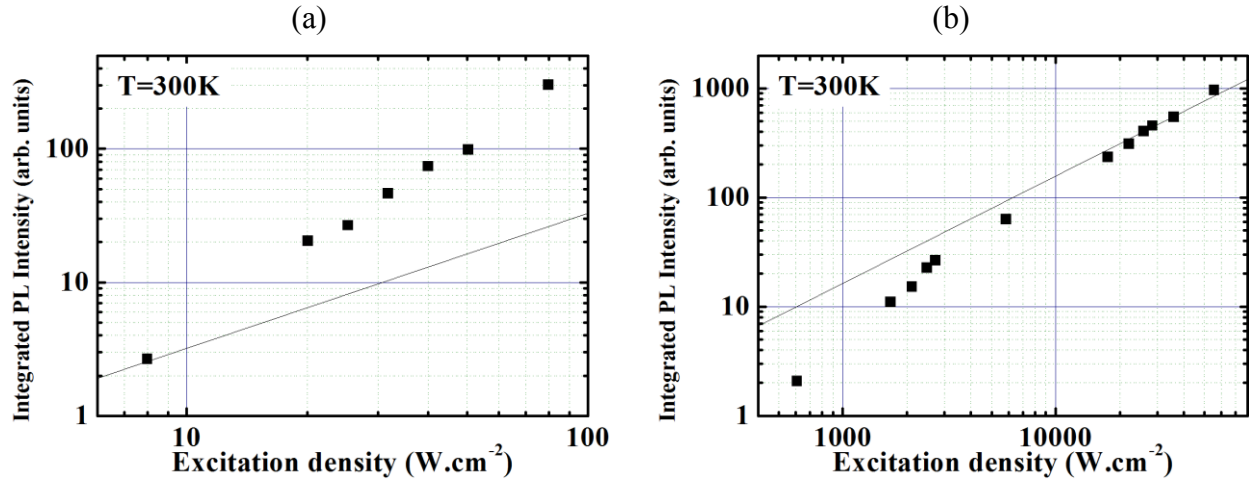 (a)
T=300K
Integrated PL Intensity (arb. units)
100
10
1
10
100
Excitation density (W.cm-2)
(b)
T=300K
Integrated PL Intensity (arb. units)
1000
100
10
1
1000
10000
Excitation density (W.cm-2)